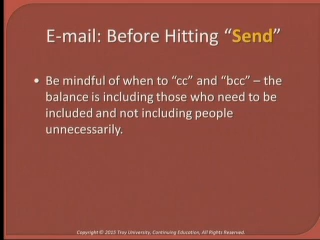 E-mail: Before Hitting “Send”
• Be mindful of when to “cc” and “bcc” – the
balance is including those who need to be
included and not including people
unnecessarily.
Copyright © 2015 Troy University, Continuing Education, All Rights Reserved.